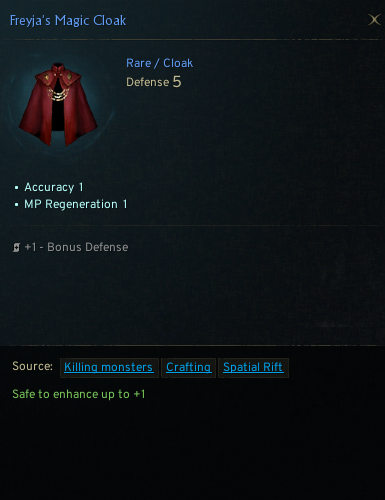 Freyja's Magic Cloak
Rare / Cloak
Defense 5
• Accuracy 1
• MP Regeneration 1
+1 - Bonus Defense
Source: Killing monsters Crafting Spatial Rift
Safe to enhance up to +1